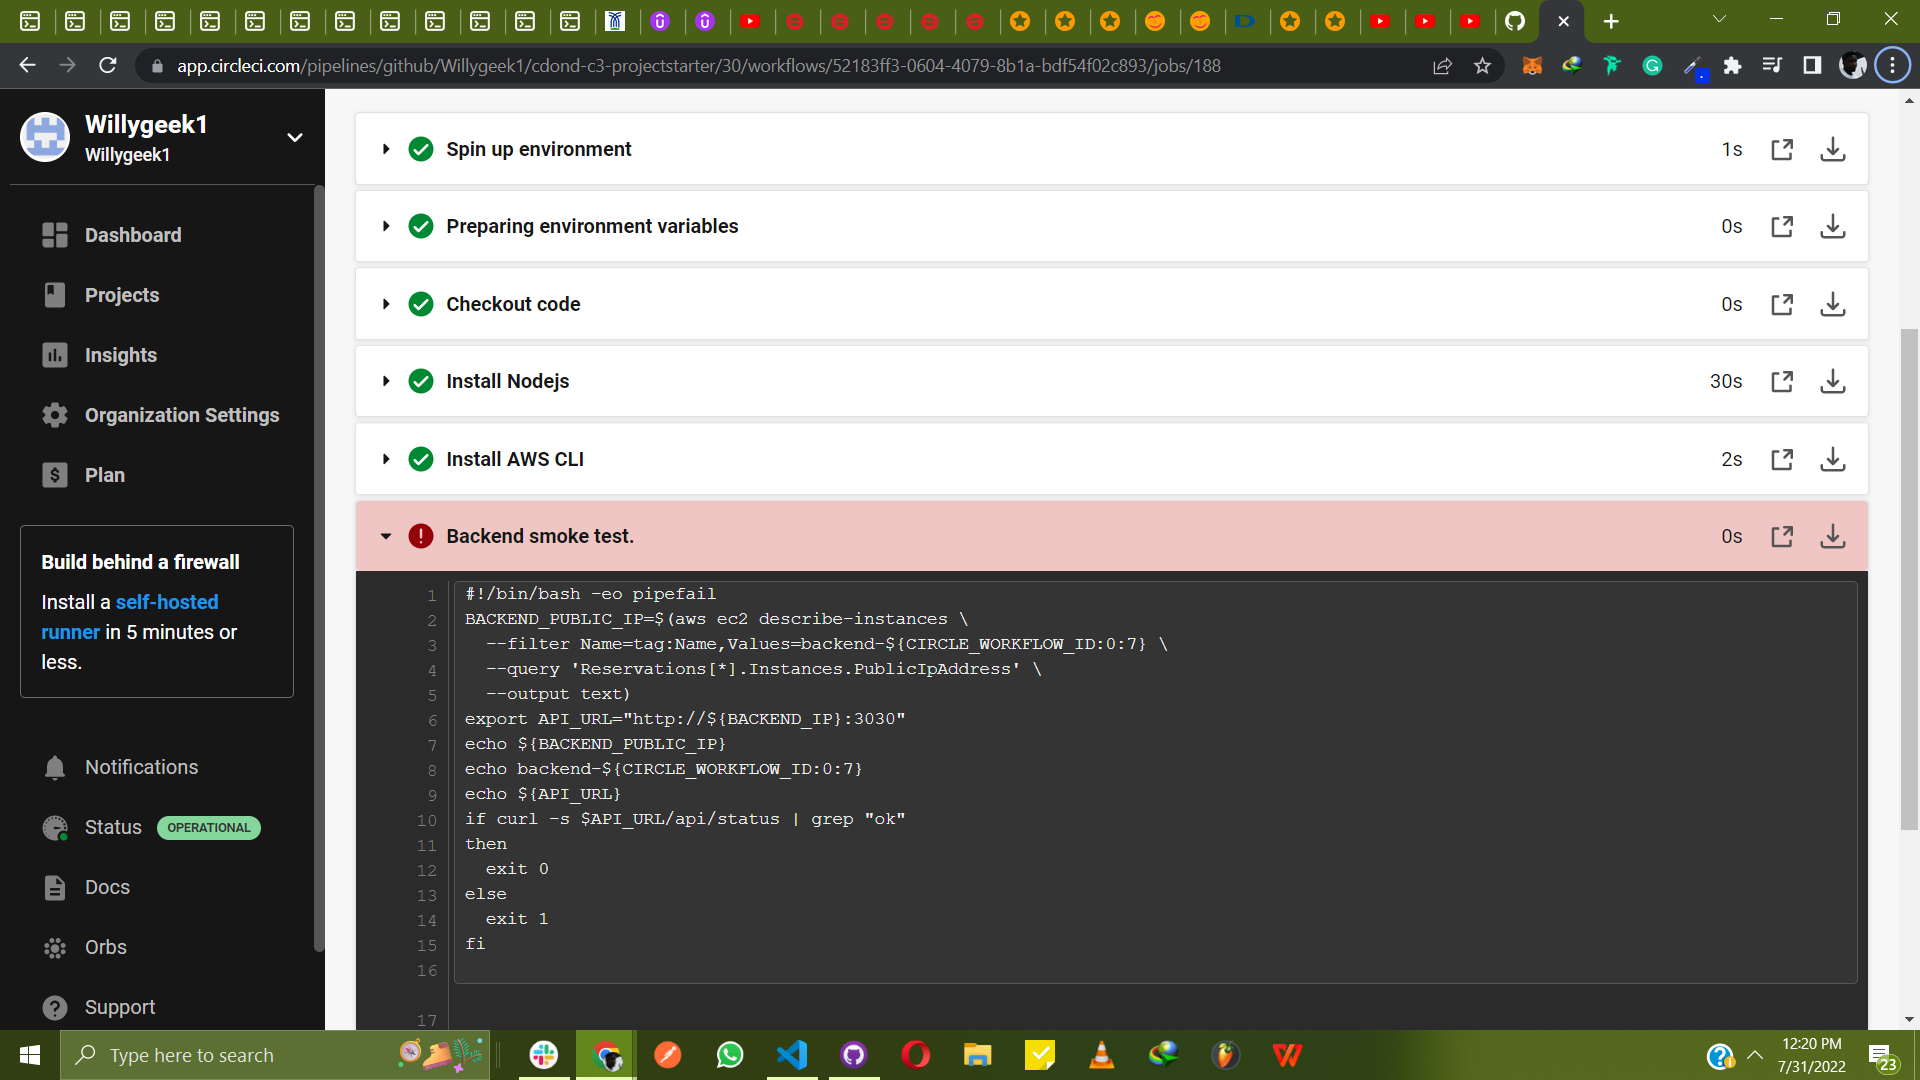 app.circleci.com/pipelines/github/Willygeek1/cdond-c3-projectstarter/30/workflows/52183ff3-0604-4079-8b1a-bdf54f02c893/jobs/188
Willygeek1
Willygeek1
Dashboard
Projects
Insights
Organization Settings
Plan
Build behind a firewall
Install a self-hosted
runner in 5 minutes or
less.
Notifications
Status OPERATIONAL
Docs
Orbs
Support
Spin up environment 1s
Preparing environment variables 0s
Checkout code 0s
Install Nodejs 30s
Install AWS CLI 2s
Backend smoke test. 0s
1 #!/bin/bash -eo pipefail
2 BACKEND_PUBLIC_IP=$(aws ec2 describe-instances \
3 --filter Name=tag:Name,Values=backend-${CIRCLE_WORKFLOW_ID:0:7} \
4 --query 'Reservations[*].Instances.PublicIpAddress' \
5 --output text)
6 export API_URL="http://${BACKEND_IP}:3030"
7 echo ${BACKEND_PUBLIC_IP}
8 echo backend-${CIRCLE_WORKFLOW_ID:0:7}
9 echo ${API_URL}
10 if curl -s $API_URL/api/status | grep "ok"
11 then
12 exit 0
13 else
14 exit 1
15 fi
16
17
Type here to search
12:20 PM
7/31/2022
23